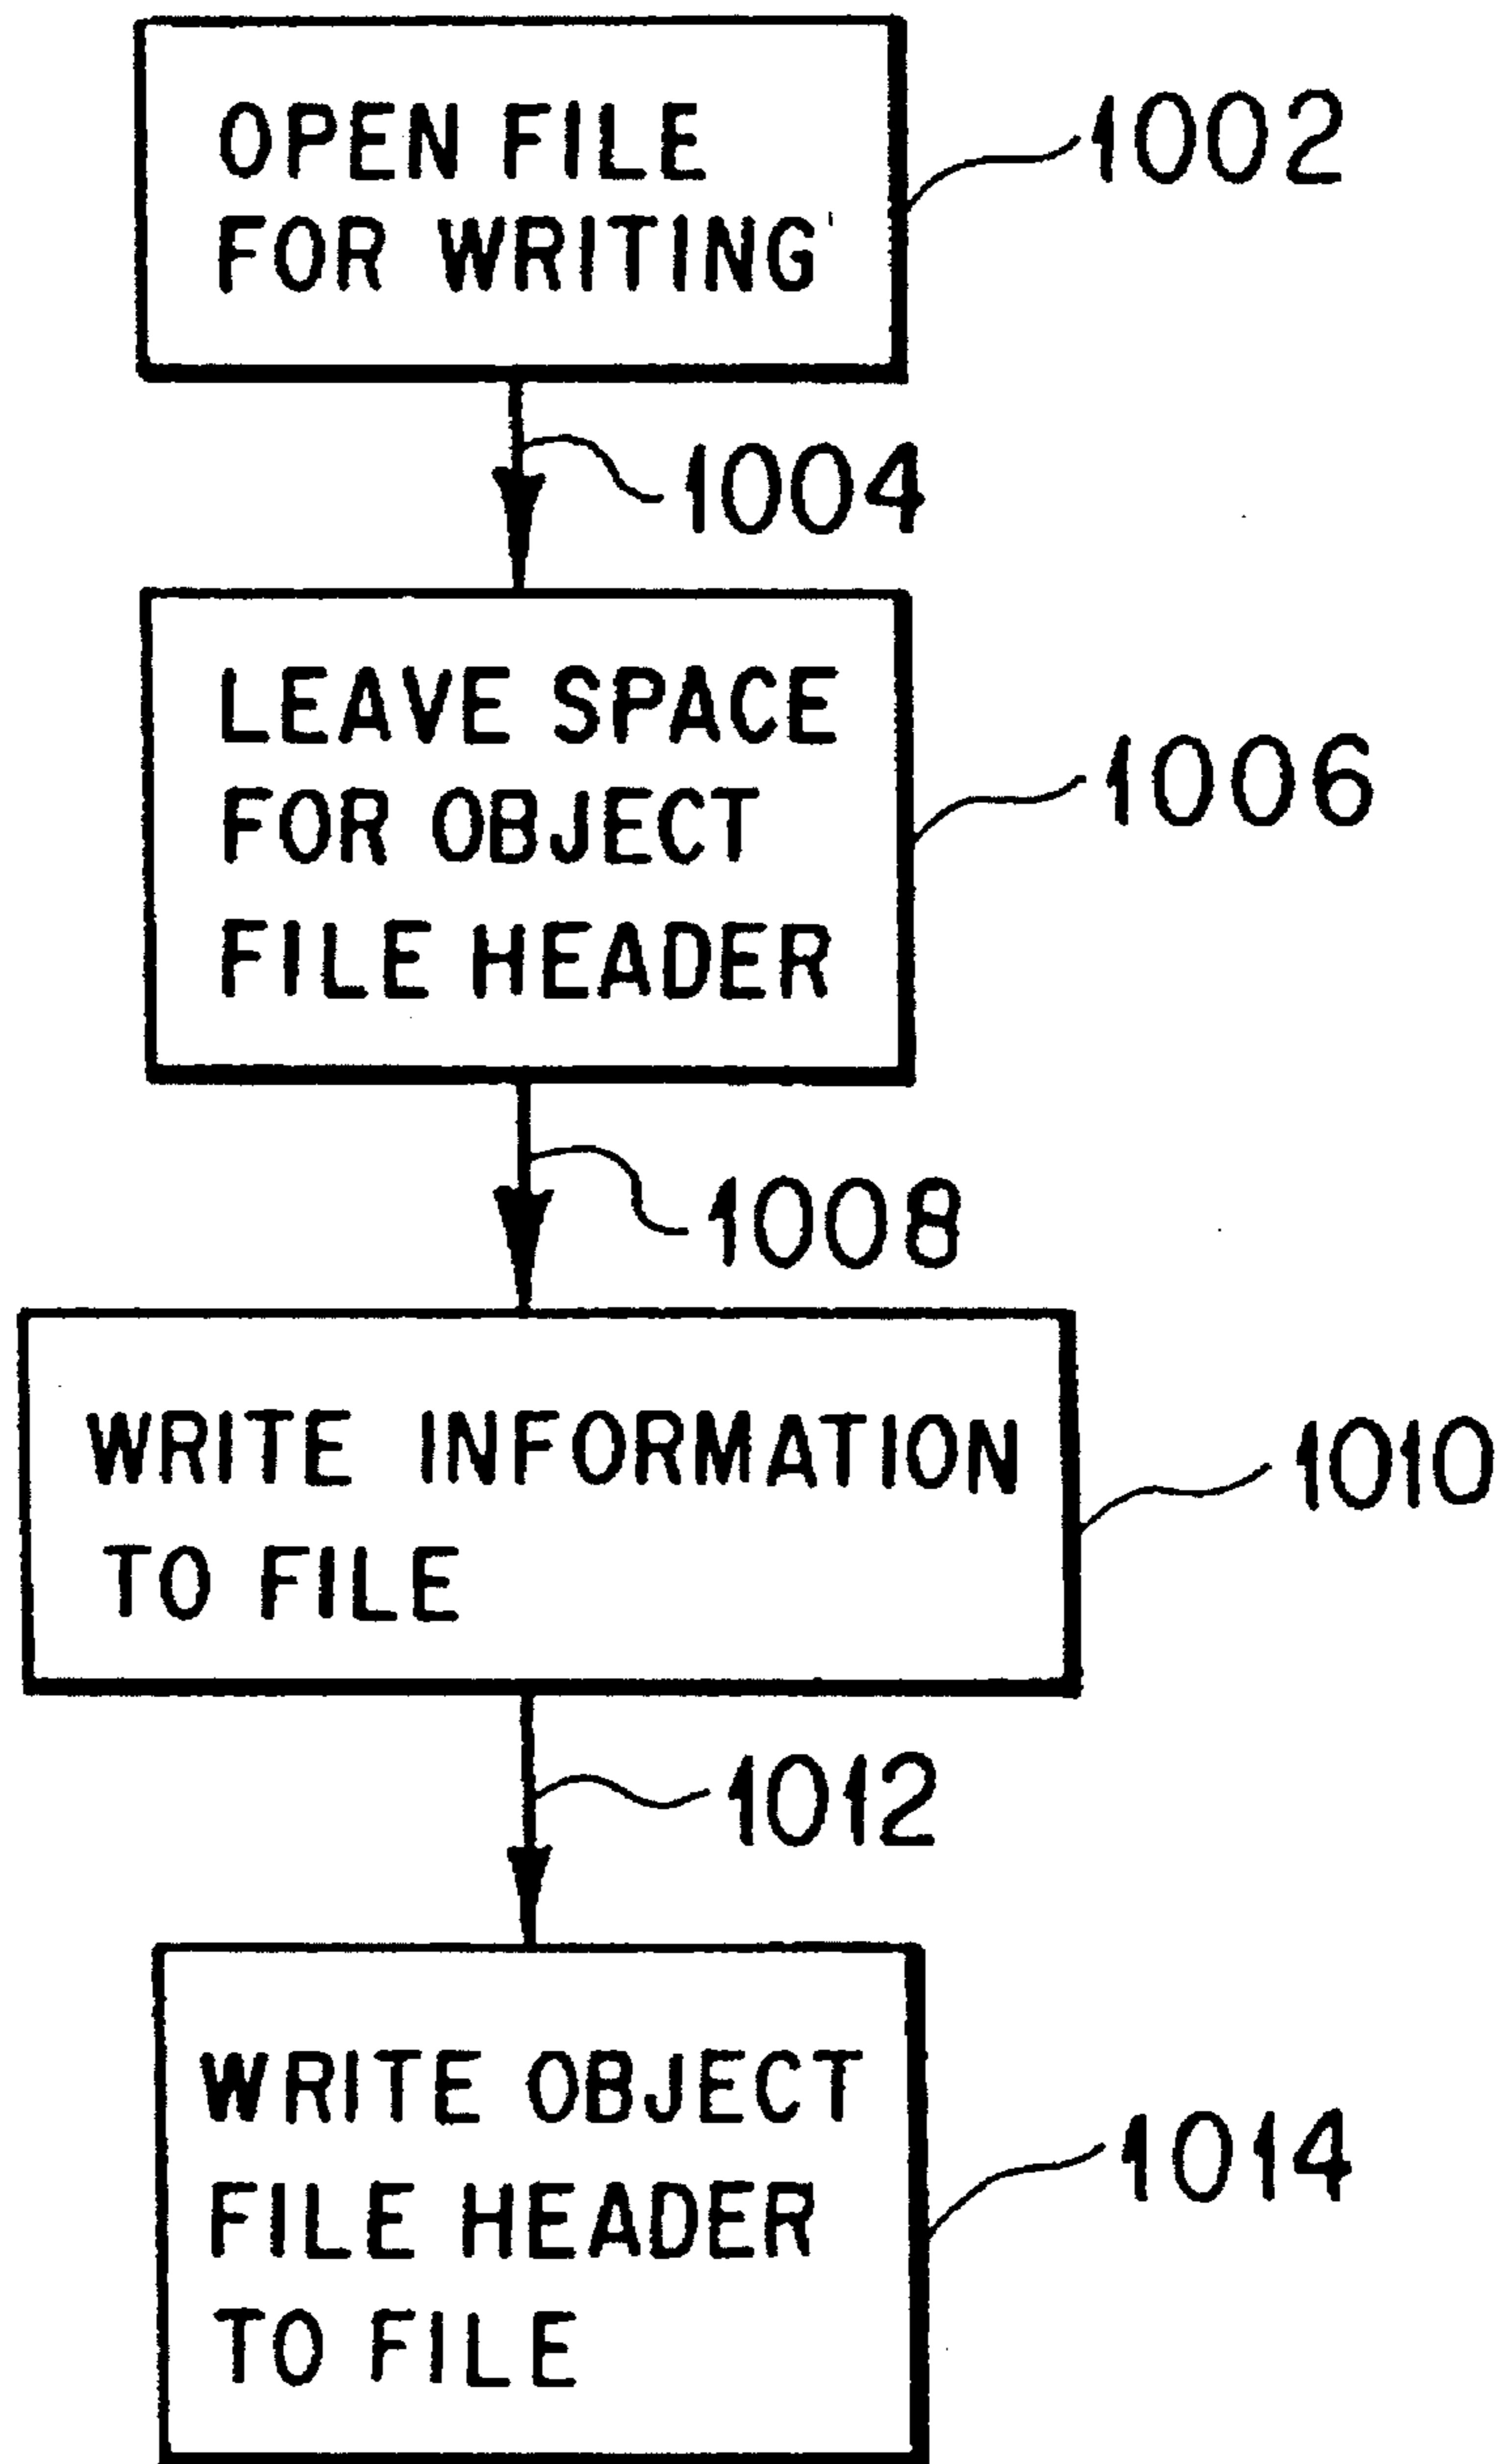 OPEN FILE
FOR WRITING
1002
1004
LEAVE SPACE
FOR OBJECT
FILE HEADER
1006
1008
WRITE INFORMATION
TO FILE
1010
1012
WRITE OBJECT
FILE HEADER
TO FILE
1014